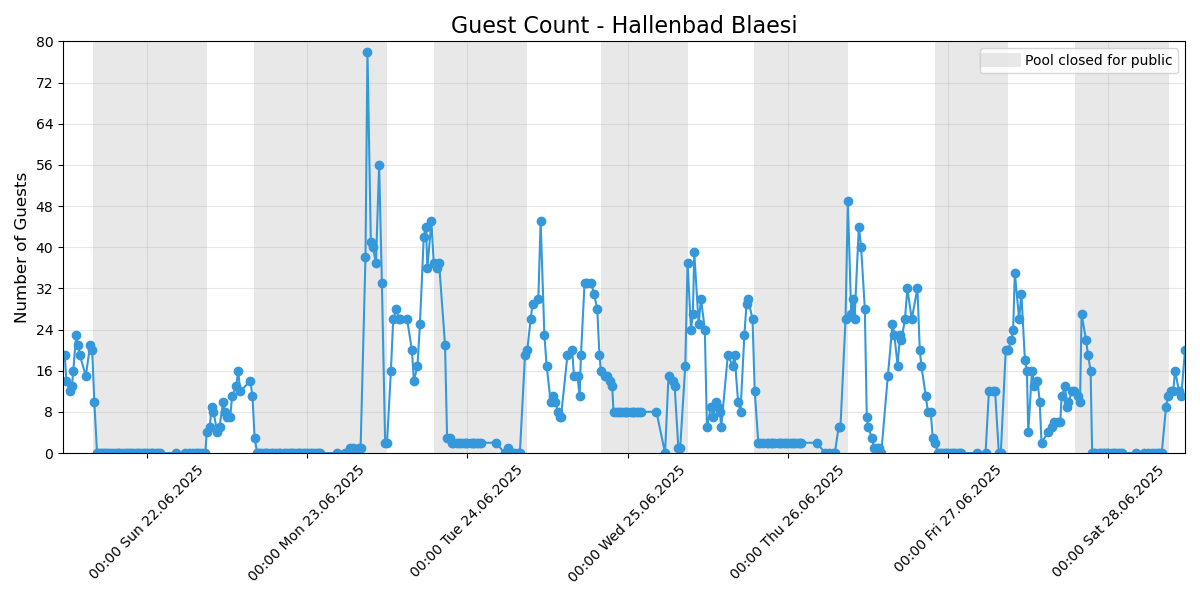 Guest Count - Hallenbad Blaesi
Pool closed for public
Number of Guests
80
72
64
56
48
40
32
24
16
8
0
00:00 Sun 22.06.2025
00:00 Mon 23.06.2025
00:00 Tue 24.06.2025
00:00 Wed 25.06.2025
00:00 Thu 26.06.2025
00:00 Fri 27.06.2025
00:00 Sat 28.06.2025